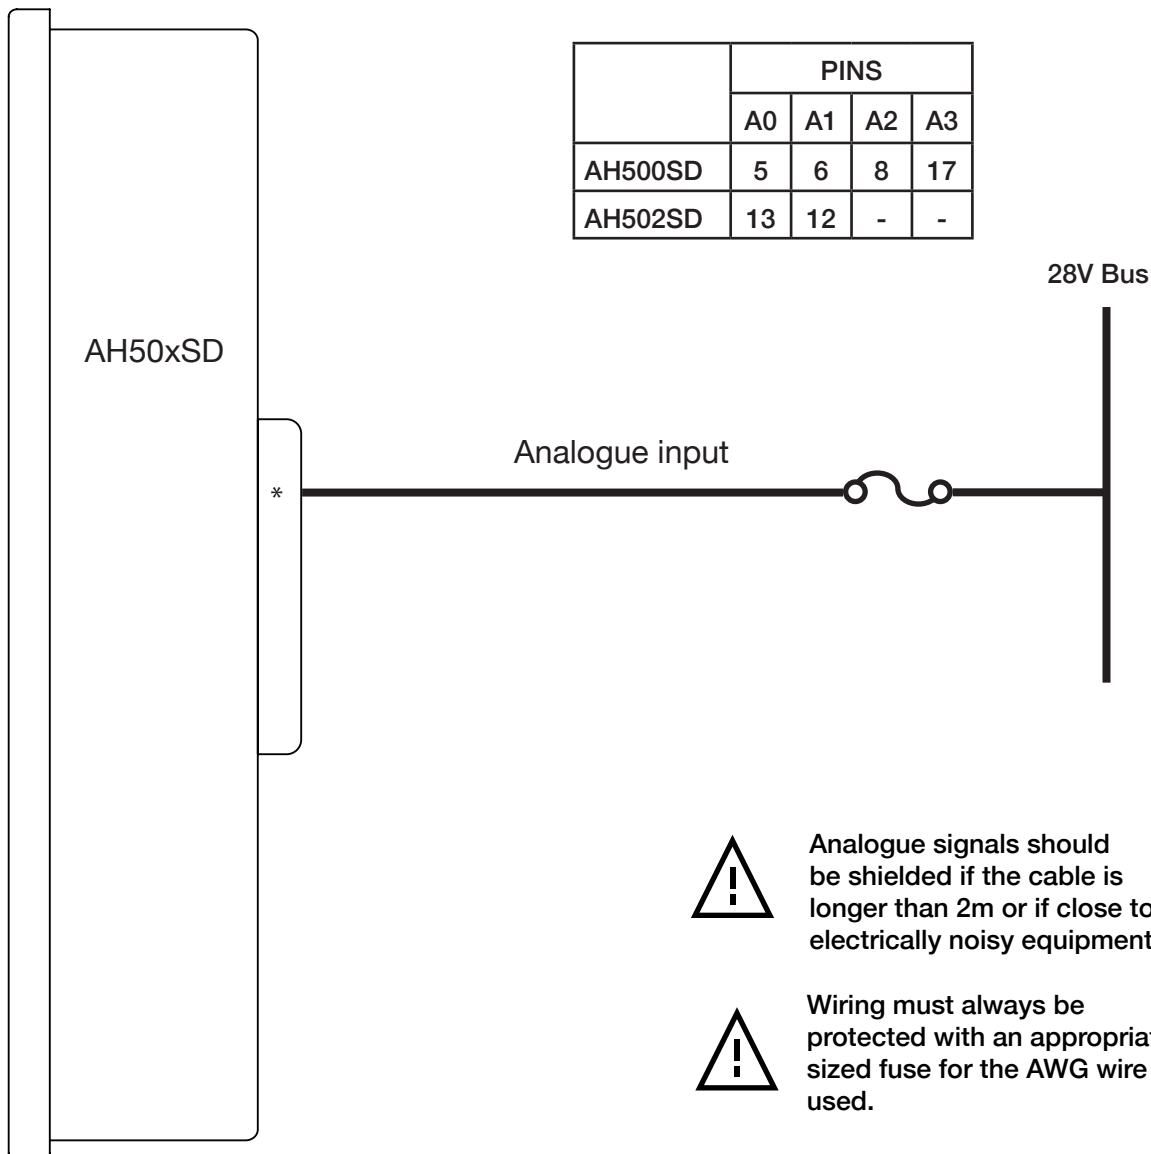 PINS
A0 A1 A2 A3
AH500SD 5 6 8 17
AH502SD 13 12 - -
28V Bus
AH50xSD
Analogue input
*
Analogue signals should
be shielded if the cable is
longer than 2m or if close to
electrically noisy equipment
Wiring must always be
protected with an
sized fuse for the AWG wire
used.